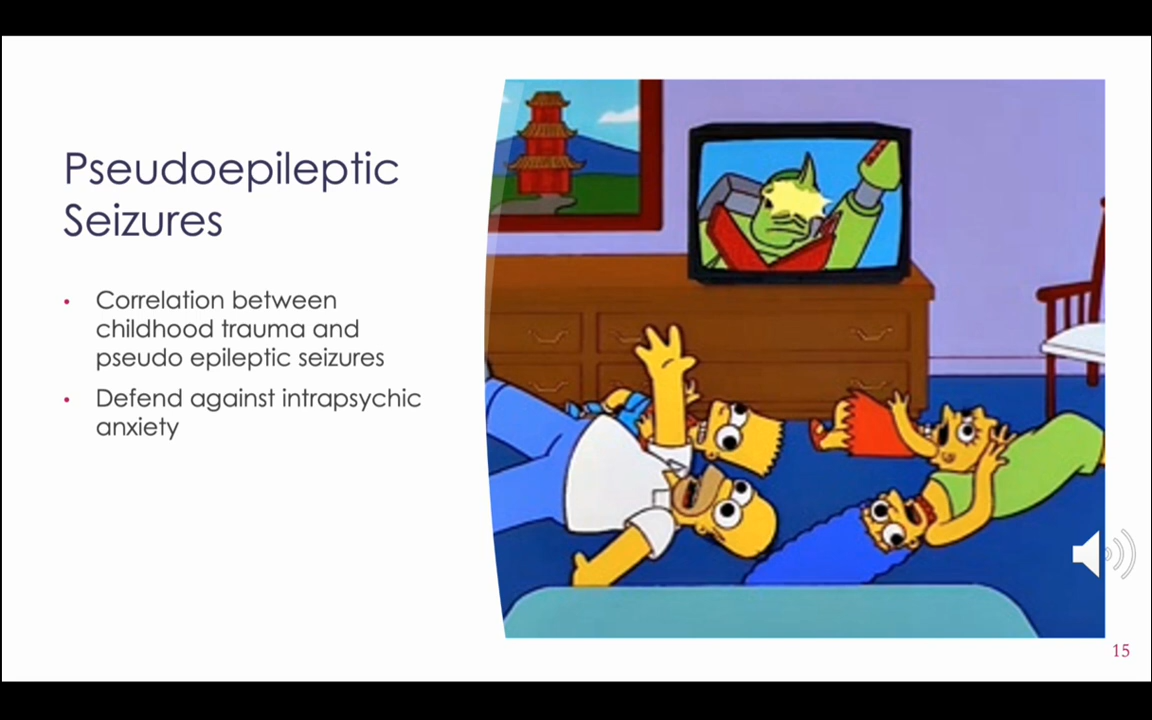 Pseudoepileptic
Seizures
• Correlation between
childhood trauma and
pseudo epileptic seizures
• Defend against intrapsychic
anxiety
15